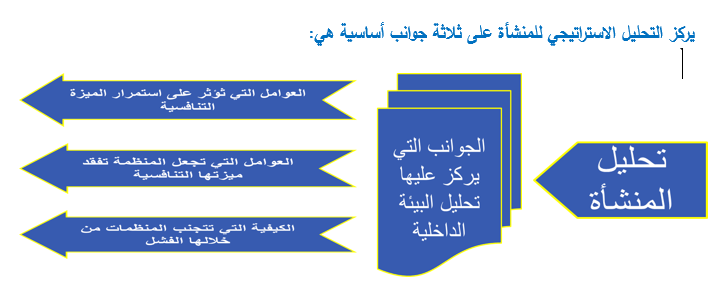 يركز التحليل الاستراتيجي للمنشأة على ثلاثة جوانب أساسية هي:
تحليل
المنشأة
الجوانب التي
يركز عليها
تحليل البيئة
الداخلية
العوامل التي تؤثر على استمرار الميزة
التنافسية
العوامل التي تجعل المنظمة تفقد
ميزتها التنافسية
الكيفية التي تتجنب المنظمات من
خلالها الفشل